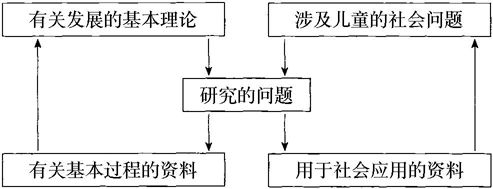 有关发展的基本理论
涉及儿童的社会问题
研究的问题
有关基本过程的资料
用于社会应用的资料